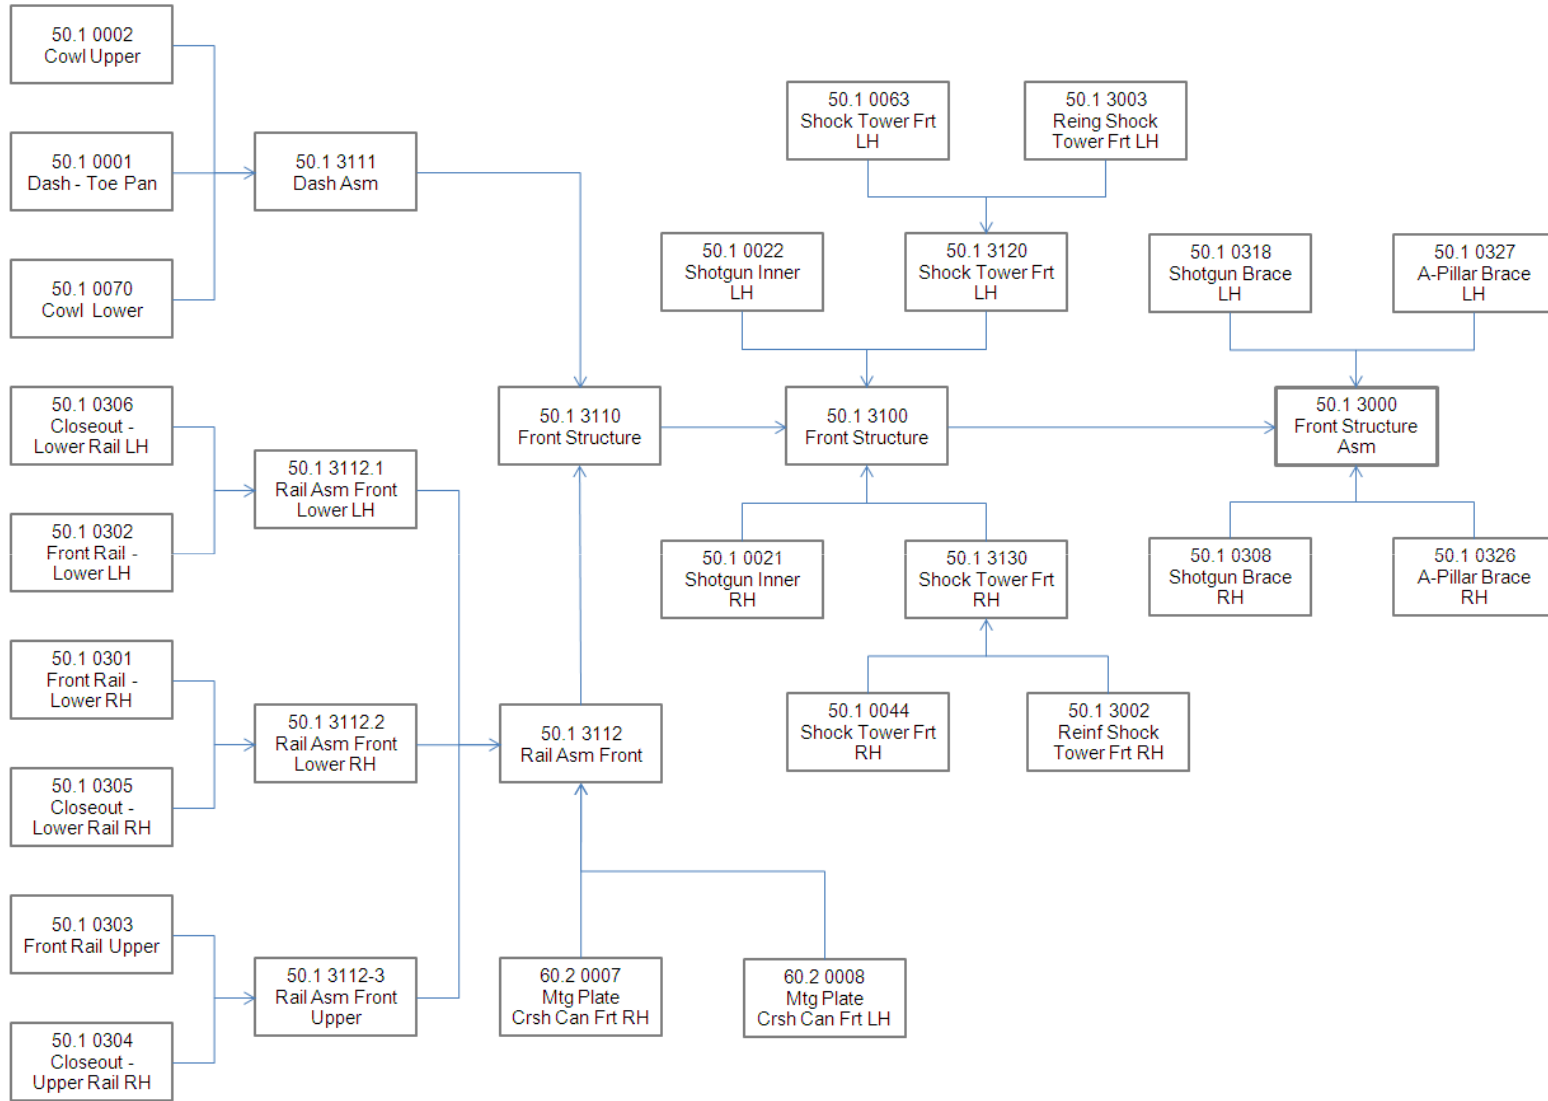 50.1 0002
Cowl Upper
50.1 0001
Dash - Toe Pan
50.1 0070
Cowl Lower
50.1 3111
Dash Asm
50.1 0306
Closeout -
Lower Rail LH
50.1 0302
Front Rail -
Lower LH
50.1 3112.1
Rail Asm Front
Lower LH
50.1 0301
Front Rail -
Lower RH
50.1 0305
Closeout -
Lower Rail RH
50.1 3112.2
Rail Asm Front
Lower RH
50.1 0303
Front Rail Upper
50.1 0304
Closeout -
Upper Rail RH
50.1 3112-3
Rail Asm Front
Upper
50.1 3110
Front Structure
50.1 3112
Rail Asm Front
60.2 0007
Mtg Plate
Crsh Can Frt RH
60.2 0008
Mtg Plate
Crsh Can Frt LH
50.1 0063
Shock Tower Frt
LH
50.1 3003
Reing Shock
Tower Frt LH
50.1 0022
Shotgun Inner
LH
50.1 3120
Shock Tower Frt
LH
50.1 3100
Front Structure
50.1 0021
Shotgun Inner
RH
50.1 3130
Shock Tower Frt
RH
50.1 0044
Shock Tower Frt
RH
50.1 3002
Reinf Shock
Tower Frt RH
50.1 0318
Shotgun Brace
LH
50.1 0327
A-Pillar Brace
LH
50.1 3000
Front Structure
Asm
50.1 0308
Shotgun Brace
RH
50.1 0326
A-Pillar Brace
RH